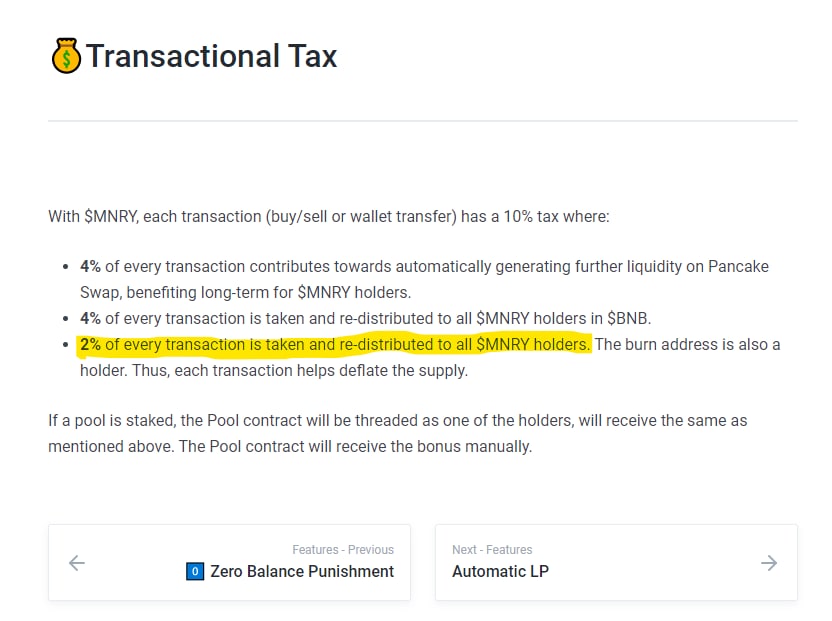 Transactional Tax
With $MNRY, each transaction (buy/sell or wallet transfer) has a 10% tax where:
4% of every transaction contributes towards automatically generating further liquidity on Pancake
Swap, benefiting long-term for $MNRY holders.
4% of every transaction is taken and re-distributed to all $MNRY holders in $BNB.
2% of every transaction is taken and re-distributed to all $MNRY holders. The burn address is also a
holder. Thus, each transaction helps deflate the supply.
If a pool is staked, the Pool contract will be threaded as one of the holders, will receive the same as
mentioned above. The Pool contract will receive the bonus manually.
Features - Previous
0 Zero Balance Punishment
Next - Features
Automatic LP